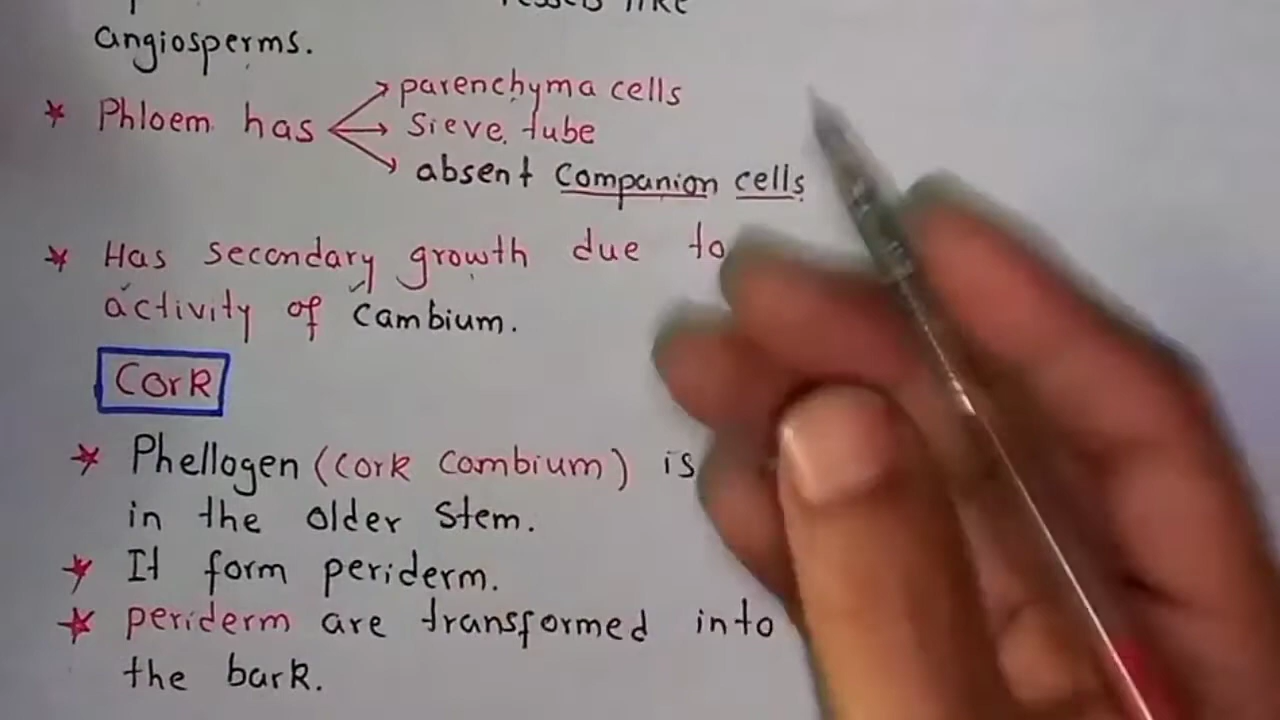 angiosperms.
* Phloem has → parenchyma cells
→ Sieve tube
→ absent Companion cells
* Has secondary growth due to
activity of Cambium.
Cork
* Phellogen (cork cambium) is
in the older stem.
* It form periderm.
* periderm are transformed into
the bark.